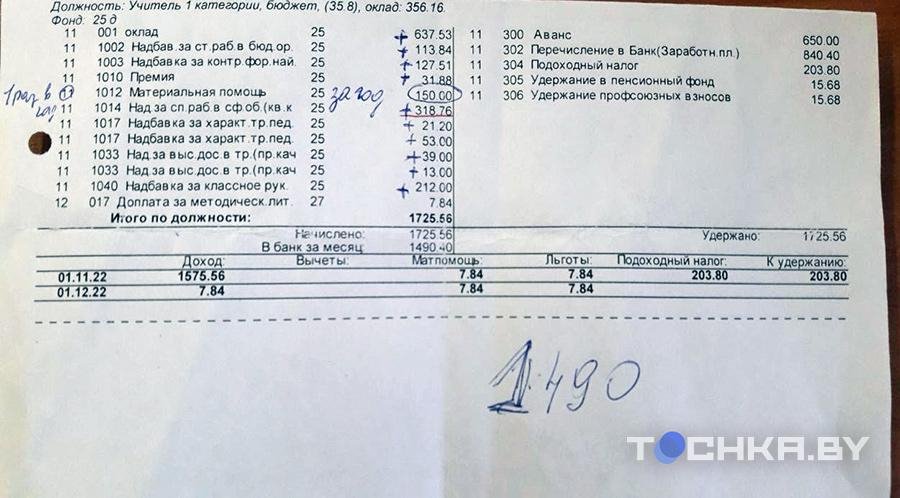 Должность: Учитель 1 категории, бюджет, (35.8), оклад: 356.16.
Фонд: 25 д
11 001 оклад 25 + 637.53 11 300 Аванс 650.00
11 1002 Надбав.за ст.раб.в бюд.ор. 25 + 113.84 11 302 Перечисление в Банк(Заработн.пл.) 840.40
11 1003 Надбавка за контр.фор.най. 25 + 127.51 11 304 Подоходный налог 203.80
11 1010 Премия 25 31.88 11 305 Удержание в пенсионный фонд 15.68
1 раз в год 11 1012 Материальная помощь 25 за год 150.00 11 306 Удержание профсоюзных взносов 15.68
11 1014 Над.за сп.раб.в сф.об.(кв.к 25 + 318.76
11 1017 Надбавка за характ.тр.пед. 25 + 21.20
11 1017 Надбавка за характ.тр.пед. 25 + 53.00
11 1033 Над.за выс.дос.в тр.(пр.кач 25 + 39.00
11 1033 Над.за выс.дос.в тр.(пр.кач 25 + 13.00
11 1040 Надбавка за классное рук. 25 + 212.00
12 017 Доплата за методическ.лит. 27 7.84
Итого по должности: 1725.56
Начислено: 1725.56 Удержано: 1725.56
В банк за месяц: 1490.40
Доход: Вычеты: Матпомощь: Льготы: Подоходный налог: К удержанию:
01.11.22 1575.56 7.84 7.84 203.80 203.80
01.12.22 7.84 7.84 7.84
1490
TOCHKA.BY